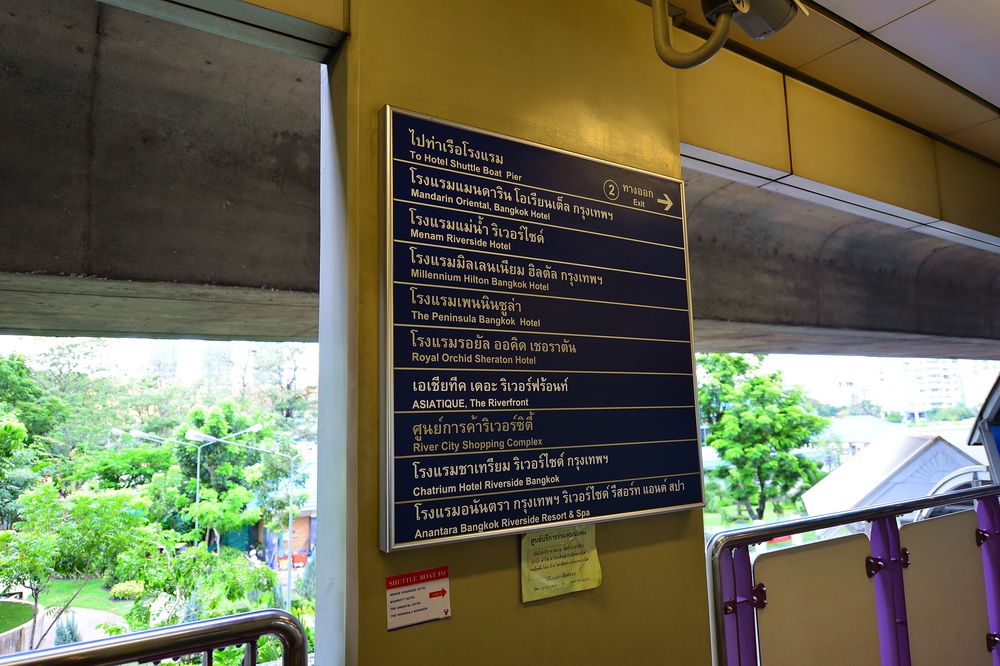 ไปท่าเรือโรงแรม
To Hotel Shuttle Boat Pier
2 ทางออก
Exit
โรงแรมแมนดาริน โอเรียนเต็ล กรุงเทพฯ
Mandarin Oriental, Bangkok Hotel
โรงแรมแม่น้ำ ริเวอร์ไซด์
Menam Riverside Hotel
โรงแรมมิลเลนเนียม ฮิลตัล กรุงเทพฯ
Millennium Hilton Bangkok Hotel
โรงแรมเพนนินซูล่า
The Peninsula Bangkok Hotel
โรงแรมรอยัล ออคิด เชอราตัน
Royal Orchid Sheraton Hotel
เอเชียทีค เดอะ ริเวอร์ฟร้อนท์
ASIATIQUE, The Riverfront
ศูนย์การค้าริเวอร์ซิตี้
River City Shopping Complex
โรงแรมชาเทรียม ริเวอร์ไซด์ กรุงเทพฯ
Chatrium Hotel Riverside Bangkok
โรงแรมอนันตรา กรุงเทพฯ ริเวอร์ไซด์ รีสอร์ท แอนด์ สปา
Anantara Bangkok Riverside Resort & Spa
SHUTTLE BOAT TO
MENAM RIVERSIDE HOTEL
MARRIOTT HOTEL
THE ORIENTAL HOTEL
THE PENINSULA BANGKOK